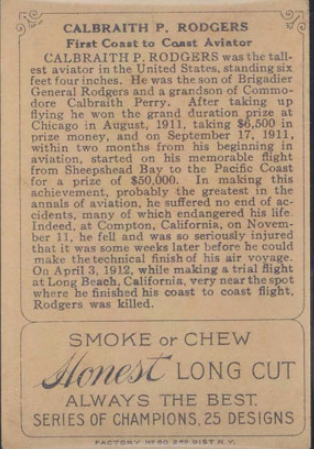 CALBRAITH P. RODGERS
First Coast to Coast Aviator
CALBRAITH P. RODGERS was the tall-
est aviator in the United States, standing six
feet four inches. He was the son of Brigadier
General Rodgers and a grandson of Commo-
dore Calbraith Perry. After taking up
flying he won the grand duration prize at
Chicago in August, 1911, taking $6,500 in
prize money, and on September 17, 1911,
within two months from his beginning in
aviation, started on his memorable flight
from Sheepshead Bay to the Pacific Coast
for a prize of $50,000. In making this
achievement, probably the greatest in the
annals of aviation, he suffered no end of ac-
cidents, many of which endangered his life.
Indeed, at Compton, California, on Novem-
ber 11, he fell and was so seriously injured
that it was some weeks later before he could
make the technical finish of his air voyage.
On April 3, 1912, while making a trial flight
at Long Beach, California, very near the spot
where he finished his coast to coast flight,
Rodgers was killed.
SMOKE or CHEW
Honest LONG CUT
ALWAYS THE BEST.
SERIES OF CHAMPIONS, 25 DESIGNS
FACTORY No 60 2ND DIST. N.Y.